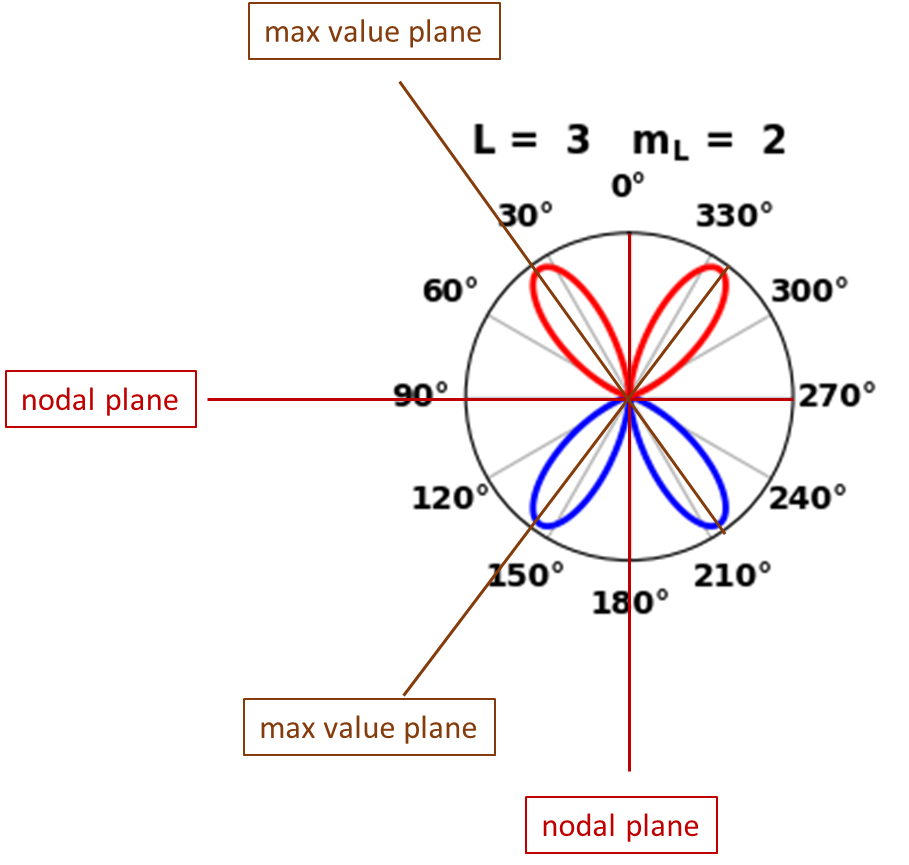 max value plane
L = 3 mL = 2
0°
30° 330°
60° 300°
nodal plane
90° 270°
120° 240°
150° 210°
180°
max value plane
nodal plane